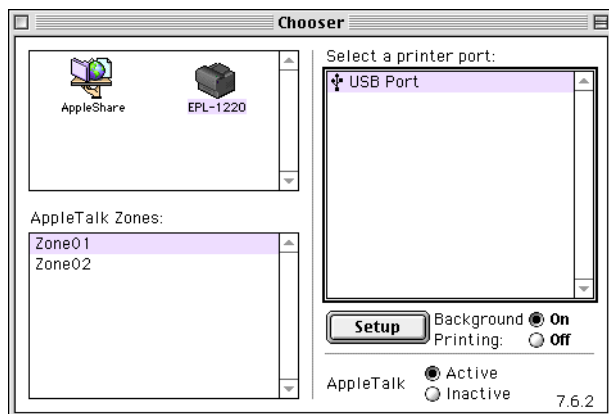 Chooser
AppleShare
EPL-1220
AppleTalk Zones:
Zone01
Zone02
Select a printer port:
USB Port
Setup
Background On
Printing: Off
AppleTalk
Active
Inactive
7.6.2